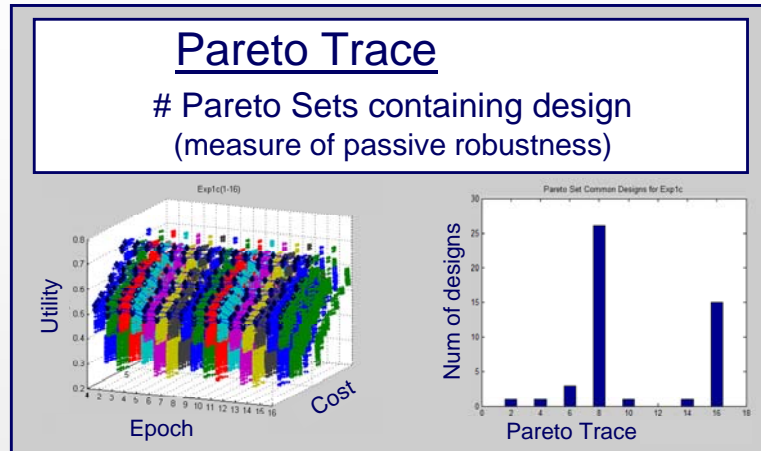 Pareto Trace
# Pareto Sets containing design
(measure of passive robustness)
Exp1c(1-16)
0.8
0.7
0.6
0.5
0.4
0.3
0.2
Utility
5
4 2 3 4 5 6 7 8 9 10 11 12 13 14 15 16
Epoch
Cost
Pareto Set Common Designs for Exp1c
30
25
20
15
10
5
0
Num of designs
0 2 4 6 8 10 12 14 16 18
Pareto Trace